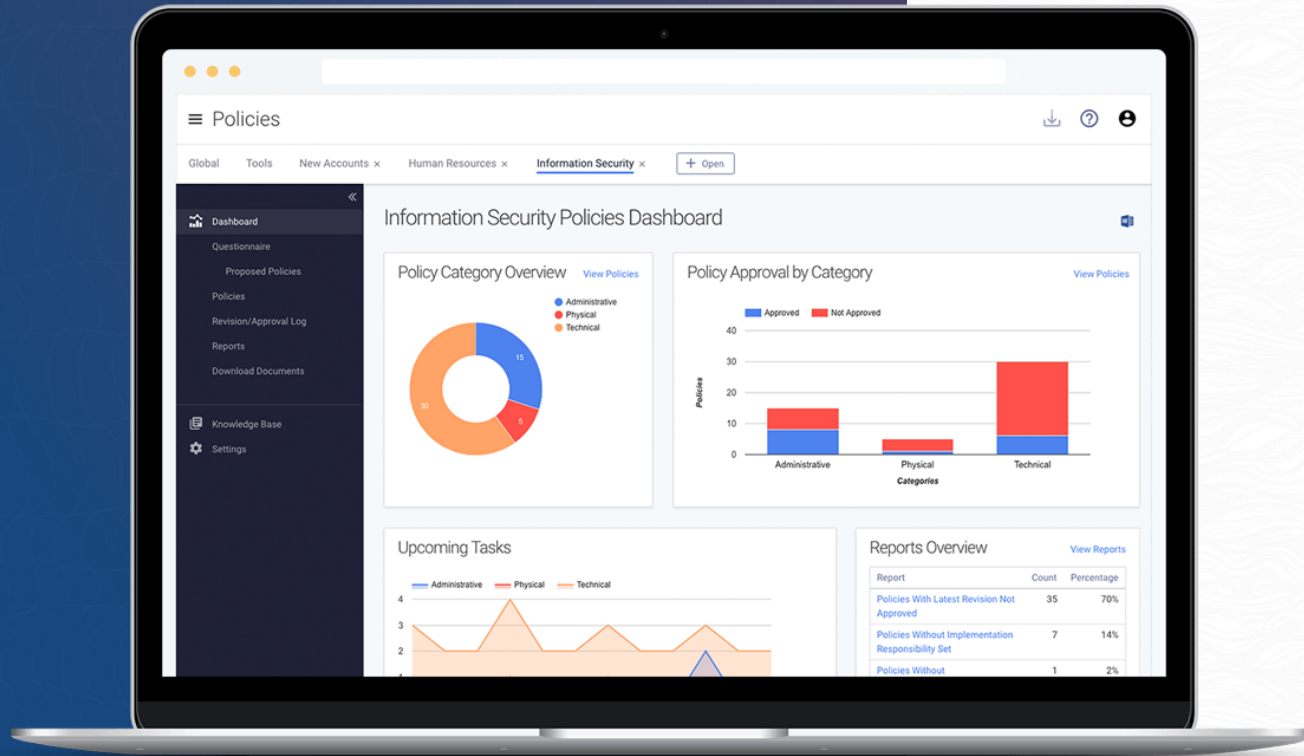 Policies
Global Tools New Accounts × Human Resources × Information Security × + Open
Dashboard
Questionnaire
Proposed Policies
Policies
Revision/Approval Log
Reports
Download Documents
Knowledge Base
Settings
Information Security Policies Dashboard
Policy Category Overview View Policies
Administrative
Physical
Technical
15
30
5
Policy Approval by Category View Policies
Approved Not Approved
40
30
20
10
0
Policies
Administrative Physical Technical
Categories
Upcoming Tasks
Administrative Physical Technical
4
3
2
Reports Overview View Reports
Report Count Percentage
Policies With Latest Revision Not 35 70%
Approved
Policies Without Implementation 7 14%
Responsibility Set
Policies Without 1 2%